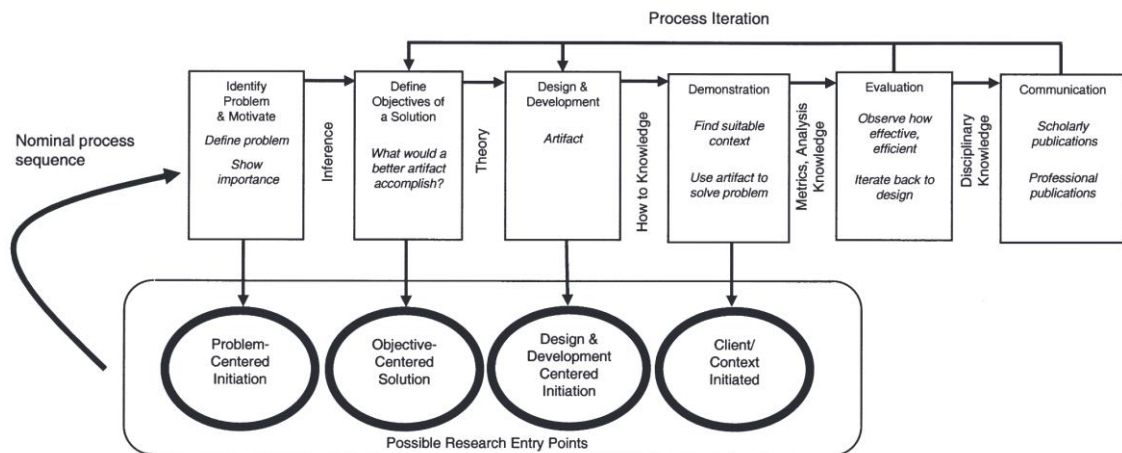 Process Iteration
Nominal process
sequence
Identify
Problem
& Motivate
Define problem
Show
importance
Inference
Define
Objectives of
a Solution
What would a
better artifact
accomplish?
Theory
Design &
Development
Artifact
How to Knowledge
Demonstration
Find suitable
context
Use artifact to
solve problem
Metrics, Analysis
Knowledge
Evaluation
Observe how
effective,
efficient
Iterate back to
design
Disciplinary
Knowledge
Communication
Scholarly
publications
Professional
publications
Problem-
Centered
Initiation
Objective-
Centered
Solution
Design &
Development
Centered
Initiation
Client/
Context
Initiated
Possible Research Entry Points